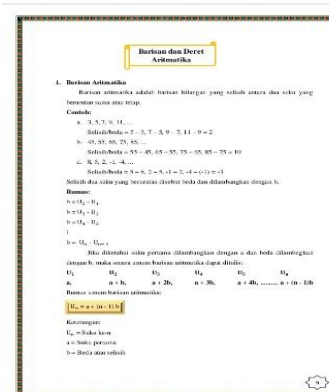 Barisan dan Deret
Aritmatika
1. Barisan Aritmatika
Barisan aritmatika adalah barisan bilangan yang selisih antara dua suku yang
berurutan sama atau tetap.
Contoh:
a. 3, 5, 7, 9, 11, ...
Selisih/beda = 5 – 3, 7 – 5, 9 – 7, 11 – 9 = 2
b. 45, 55, 65, 75, 85, ...
Selisih/beda = 55 – 45, 65 – 55, 75 – 65, 85 – 75 = 10
c. 8, 5, 2, -1, -4, ...
Selisih/beda = 5 – 8, 2 – 5, -1 – 2, -4 – (-1) = -3
Selisih dua suku yang berurutan disebut beda dan dilambangkan dengan b.
Rumus:
b = U₂ – U₁
b = U₃ – U₂
b = U₄ – U₃
b = Uₙ – Uₙ₋₁
Jika diketahui suku pertama dilambangkan dengan a dan beda dilambangkan
dengan b, maka secara umum barisan aritmatika dapat ditulis:
U₁ U₂ U₃ U₄ U₅ Uₙ
a, a + b, a + 2b, a + 3b, a + 4b, ......... a + (n - 1)b
Rumus umum barisan aritmatika:
Uₙ = a + (n - 1) b
Keterangan:
Uₙ = Suku ke-n
a = Suku pertama
b = Beda atau selisih